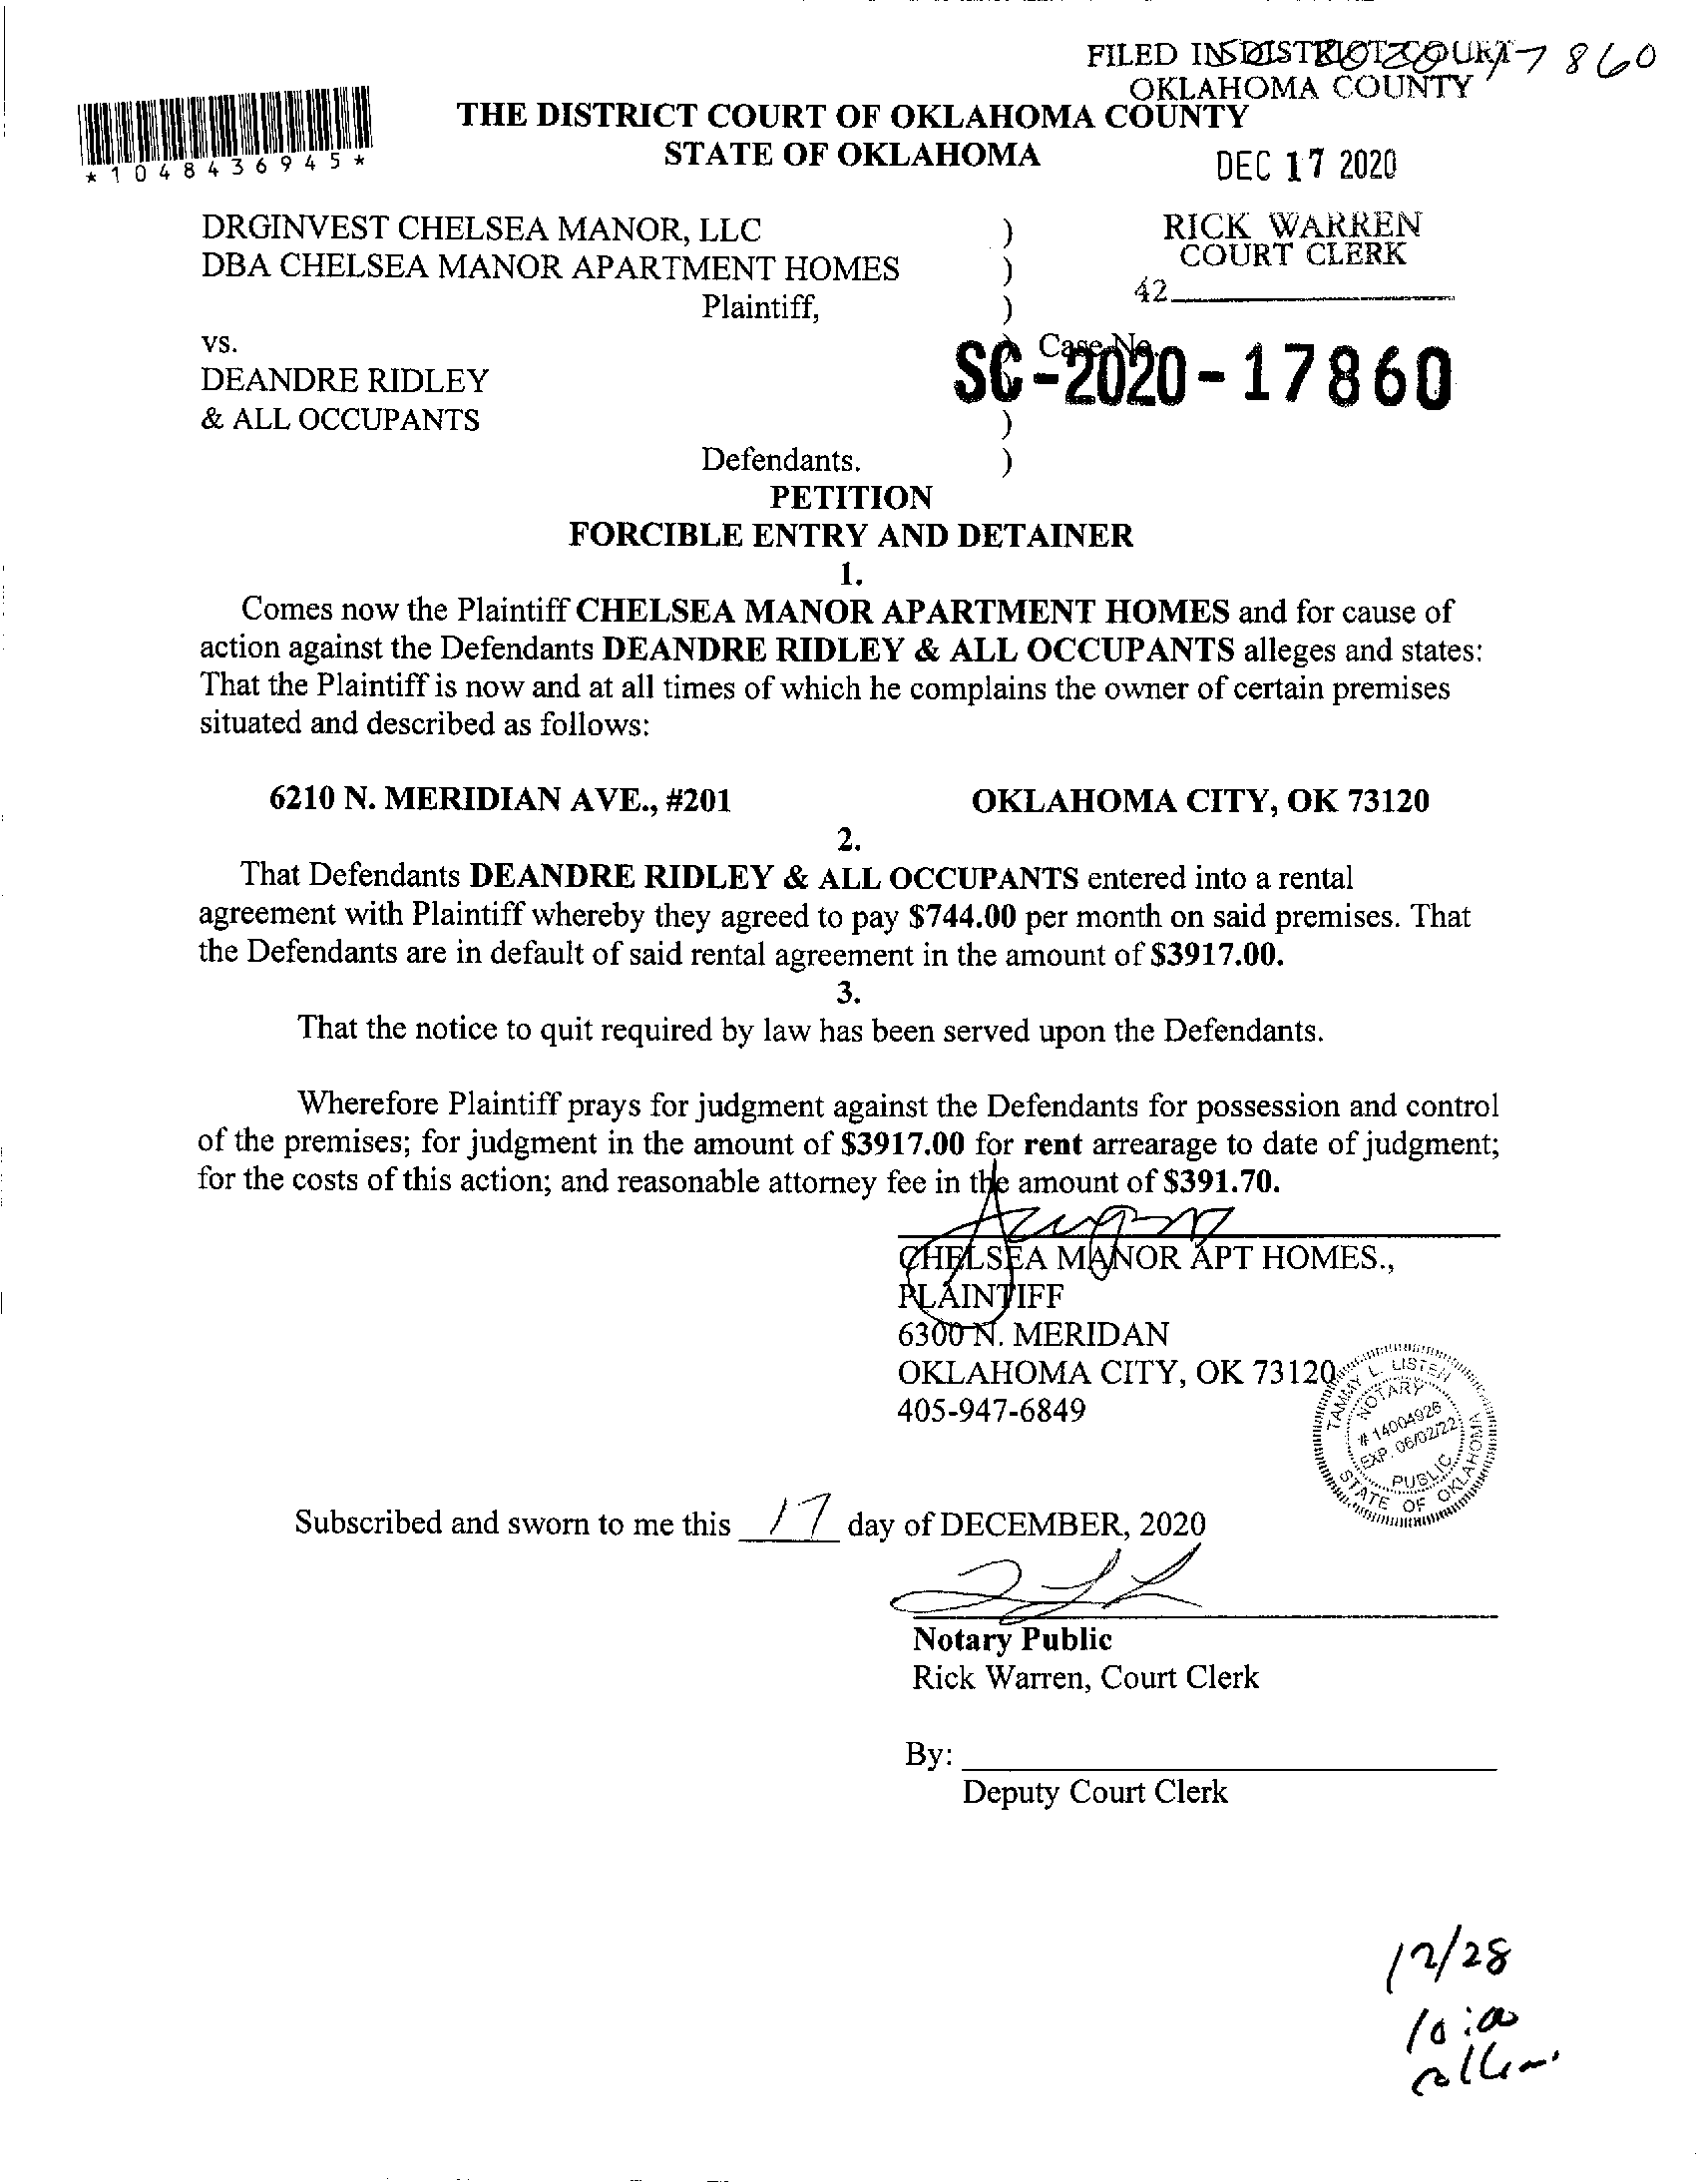 SC 2020 17860
FILED IN DISTRICT COURT
OKLAHOMA COUNTY
THE DISTRICT COURT OF OKLAHOMA COUNTY
STATE OF OKLAHOMA
*1048436945*
DEC 17 2020
RICK WARREN
COURT CLERK
42
DRGINVEST CHELSEA MANOR, LLC )
DBA CHELSEA MANOR APARTMENT HOMES )
Plaintiff, )
vs. Case No.
SC-2020-17860
DEANDRE RIDLEY
& ALL OCCUPANTS )
Defendants. )
PETITION
FORCIBLE ENTRY AND DETAINER
1.
Comes now the Plaintiff CHELSEA MANOR APARTMENT HOMES and for cause of
action against the Defendants DEANDRE RIDLEY & ALL OCCUPANTS alleges and states:
That the Plaintiff is now and at all times of which he complains the owner of certain premises
situated and described as follows:
6210 N. MERIDIAN AVE., #201 OKLAHOMA CITY, OK 73120
2.
That Defendants DEANDRE RIDLEY & ALL OCCUPANTS entered into a rental
agreement with Plaintiff whereby they agreed to pay $744.00 per month on said premises. That
the Defendants are in default of said rental agreement in the amount of $3917.00.
3.
That the notice to quit required by law has been served upon the Defendants.
Wherefore Plaintiff prays for judgment against the Defendants for possession and control
of the premises; for judgment in the amount of $3917.00 for rent arrearage to date of judgment;
for the costs of this action; and reasonable attorney fee in the amount of $391.70.
CHELSEA MANOR APT HOMES.,
PLAINTIFF
6300 N. MERIDAN
OKLAHOMA CITY, OK 73120
405-947-6849
TAMMY L. LISTEN
NOTARY
# 14004926
EXP. 06/02/22
PUBLIC
STATE OF OKLAHOMA
Subscribed and sworn to me this 17 day of DECEMBER, 2020
Notary Public
Rick Warren, Court Clerk
By:
Deputy Court Clerk
12/28
10:00